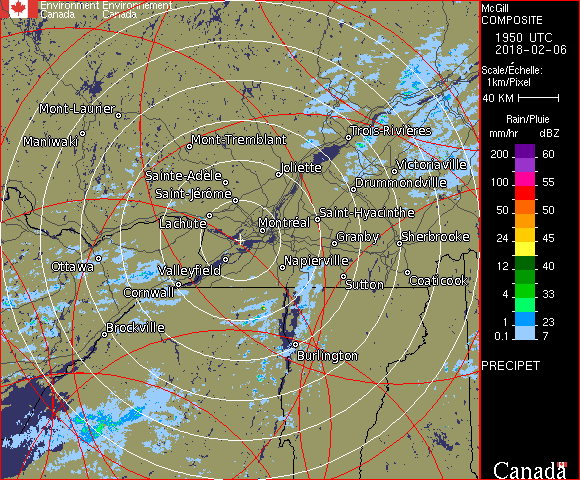 Environment Environnement
Canada Canada
McGill
COMPOSITE
1950 UTC
2018-02-06
Scale/Échelle:
1km/Pixel
40 KM
Rain/Pluie
mm/hr dBZ
200 60
100 55
50 50
24 45
12 40
4 33
1 23
0.1 7
PRECIPET
Canada
Mont-Laurier
Maniwaki
Mont-Tremblant
Trois-Rivières
Victoriaville
Joliette
Sainte-Adèle
Drummondville
Saint-Jérôme
Saint-Hyacinthe
Lachute
Montréal
Granby
Sherbrooke
Ottawa
Valleyfield
Napierville
Sutton
Coaticook
Cornwall
Brockville
Burlington